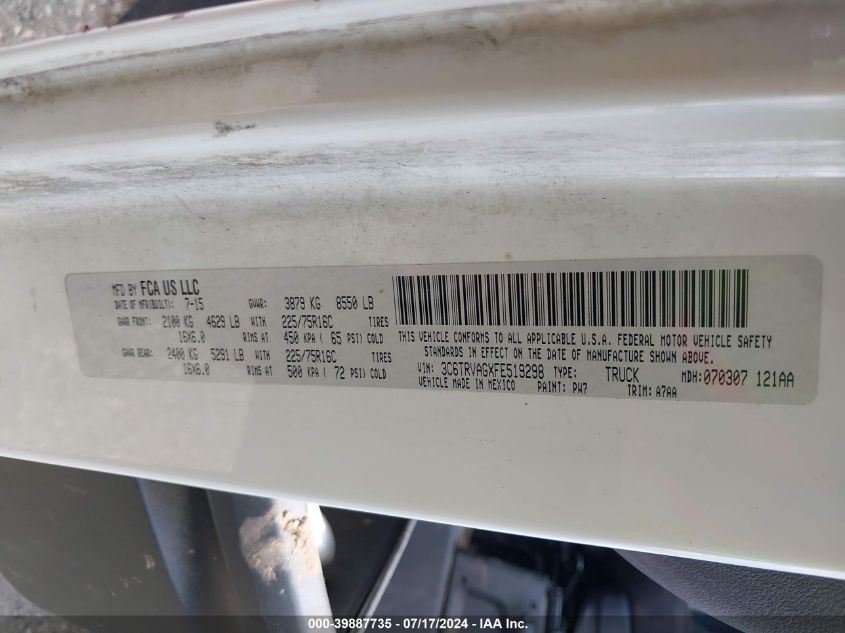 MFD BY FCA US LLC
DATE OF MFR(BUILT): 7-15 GVWR: 3879 KG 8550 LB
GAWR FRONT: 2100 KG 4629 LB WITH 225/75R16C TIRES
16X6.0 RIMS AT 450 KPA ( 65 PSI) COLD
GAWR REAR: 2400 KG 5291 LB WITH 225/75R16C TIRES
16X6.0 RIMS AT 500 KPA ( 72 PSI) COLD
THIS VEHICLE CONFORMS TO ALL APPLICABLE U.S.A. FEDERAL MOTOR VEHICLE SAFETY
STANDARDS IN EFFECT ON THE DATE OF MANUFACTURE SHOWN ABOVE.
VIN: 3C6TRVAGXFE519298 TYPE: TRUCK MDH:070307 121AA
VEHICLE MADE IN MEXICO PAINT: PW7 TRIM: A7AA
000-39887735 - 07/17/2024 - IAA Inc.